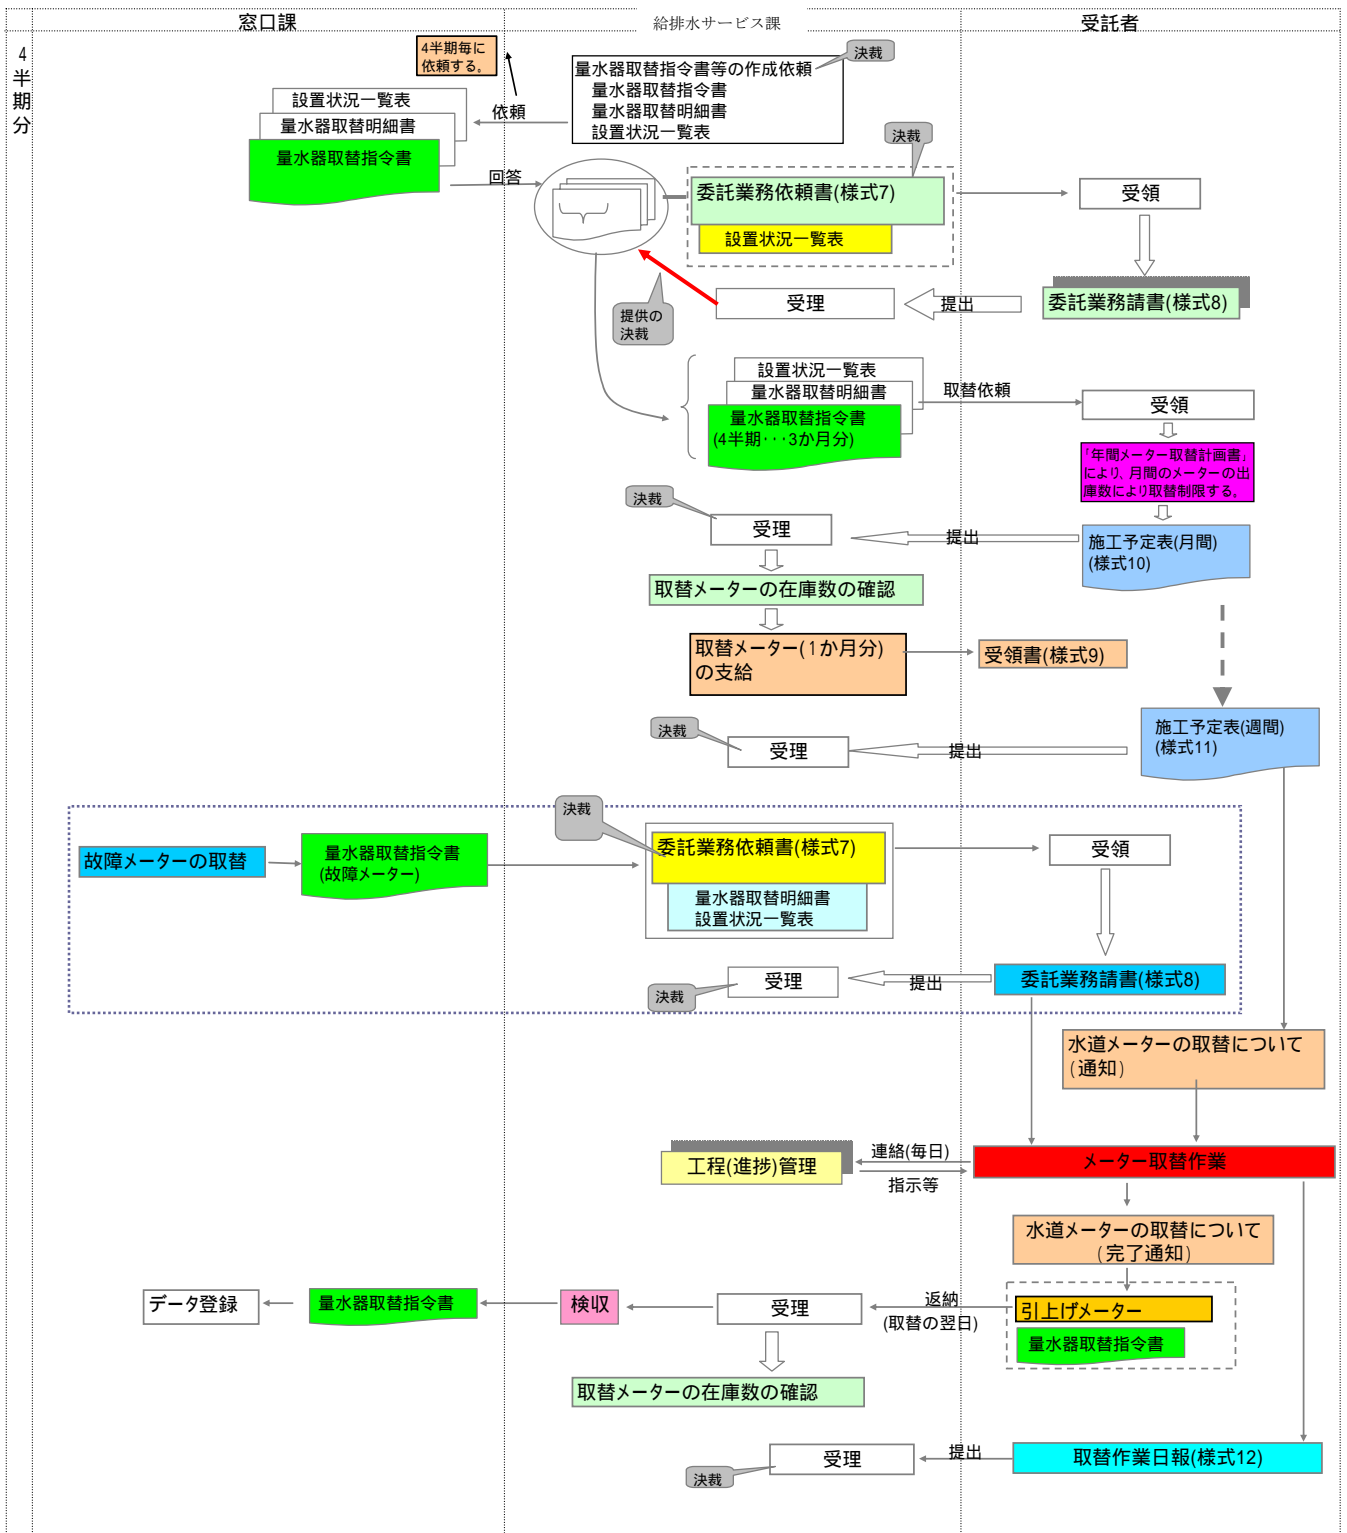 窓口課
給排水サービス課
受託者
4
半
期
分
4半期毎に
依頼する。
決裁
量水器取替指令書等の作成依頼
量水器取替指令書
量水器取替明細書
設置状況一覧表
依頼
設置状況一覧表
量水器取替明細書
量水器取替指令書
回答
決裁
委託業務依頼書(様式7)
設置状況一覧表
受領
委託業務請書(様式8)
提出
受理
提供の
決裁
設置状況一覧表
量水器取替明細書
量水器取替指令書
(4半期・・・3か月分)
取替依頼
受領
「年間メーター取替計画書」
により、月間のメーターの出
庫数により取替制限する。
決裁
受理
提出
施工予定表(月間)
(様式10)
取替メーターの在庫数の確認
取替メーター(1か月分)
の支給
受領書(様式9)
決裁
受理
提出
施工予定表(週間)
(様式11)
決裁
故障メーターの取替
量水器取替指令書
(故障メーター)
委託業務依頼書(様式7)
量水器取替明細書
設置状況一覧表
受領
決裁
受理
提出
委託業務請書(様式8)
水道メーターの取替について
(通知)
工程(進捗)管理
連絡(毎日)
指示等
メーター取替作業
水道メーターの取替について
(完了通知)
データ登録
量水器取替指令書
検収
受理
返納
(取替の翌日)
引上げメーター
量水器取替指令書
取替メーターの在庫数の確認
決裁
受理
提出
取替作業日報(様式12)